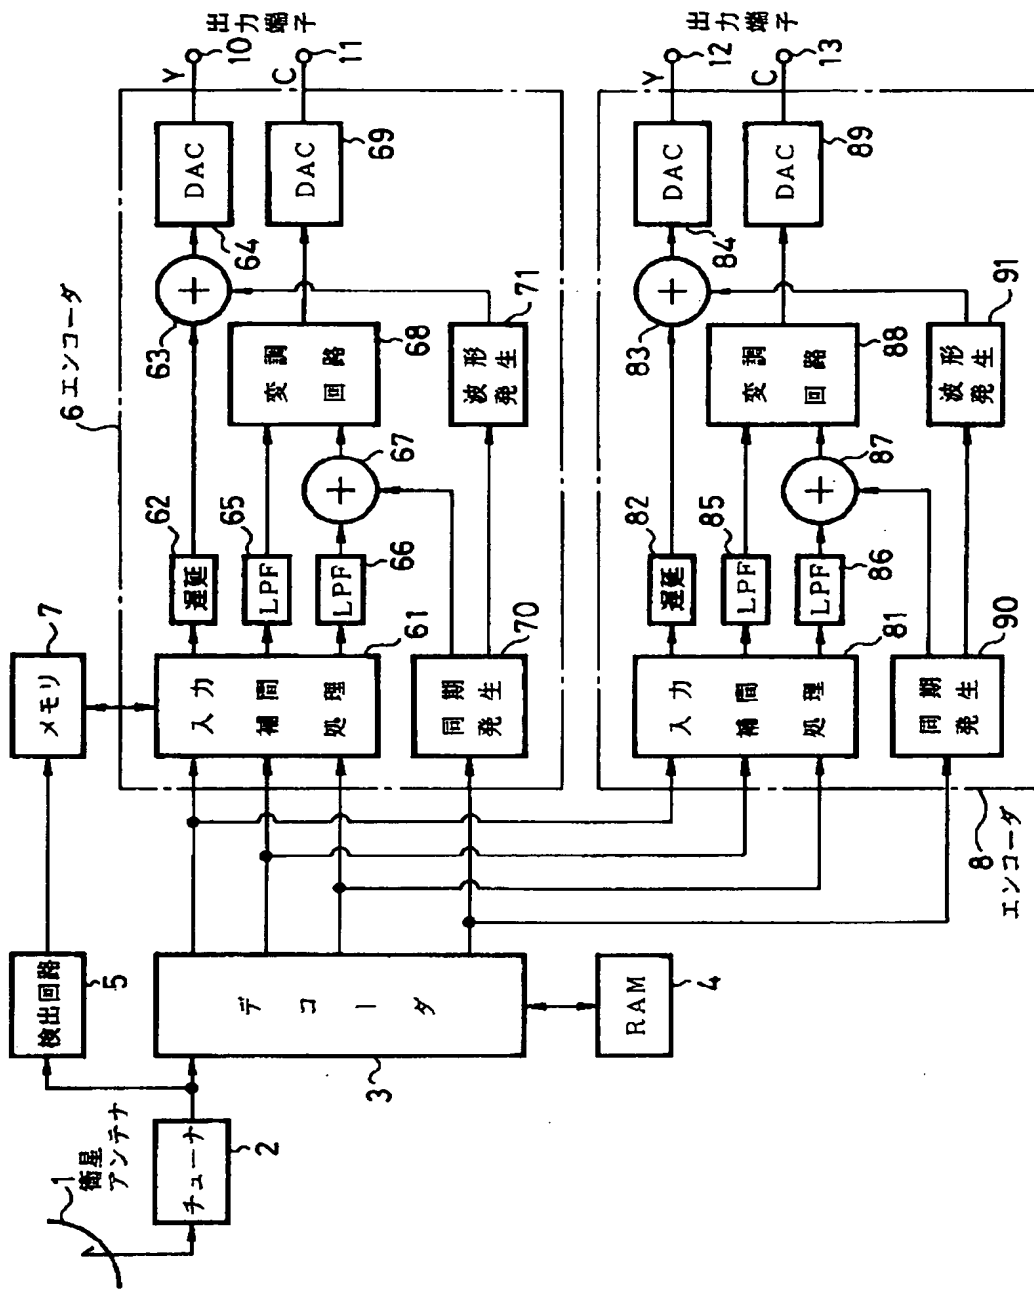 1
衛星
アンテナ
チューナ
2
検出回路
5
デコーダ
3
RAM
4
メモリ
7
6 エンコーダ
入力
補間
処理
61
遅延
62
LPF
65
LPF
66
63
67
変調
回路
68
DAC
64
DAC
69
同期
発生
70
波形
発生
71
Y
10
C
11
出力端子
8
エンコーダ
入力
補間
処理
81
遅延
82
LPF
85
LPF
86
83
87
変調
回路
88
DAC
84
DAC
89
同期
発生
90
波形
発生
91
Y
12
C
13
出力端子